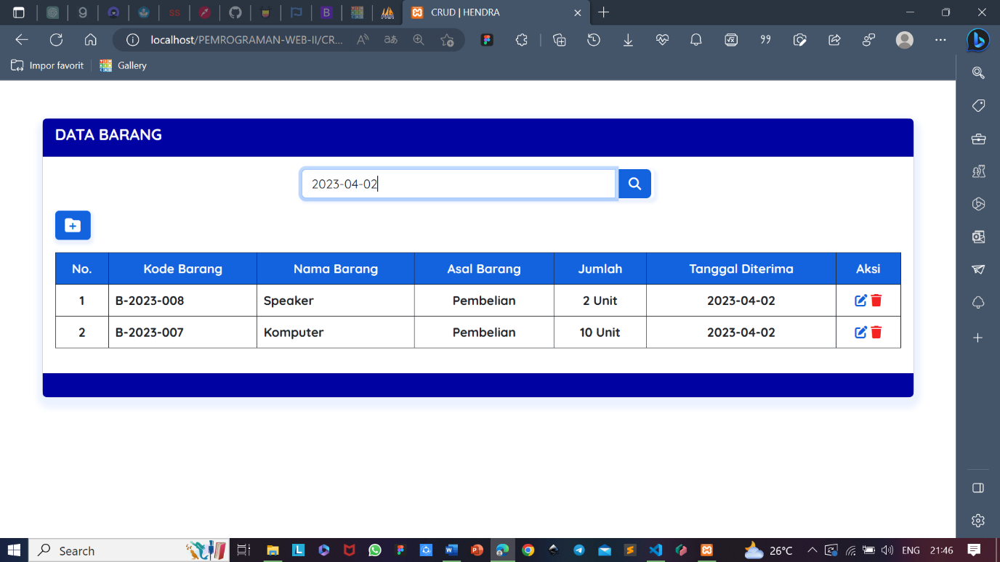 SS
B
CRUD | HENDRA
localhost/PEMROGRAMAN-WEB-II/CR...
Impor favorit
Gallery
DATA BARANG
2023-04-02
No. Kode Barang Nama Barang Asal Barang Jumlah Tanggal Diterima Aksi
1 B-2023-008 Speaker Pembelian 2 Unit 2023-04-02
2 B-2023-007 Komputer Pembelian 10 Unit 2023-04-02
Search
26°C
ENG
21:46